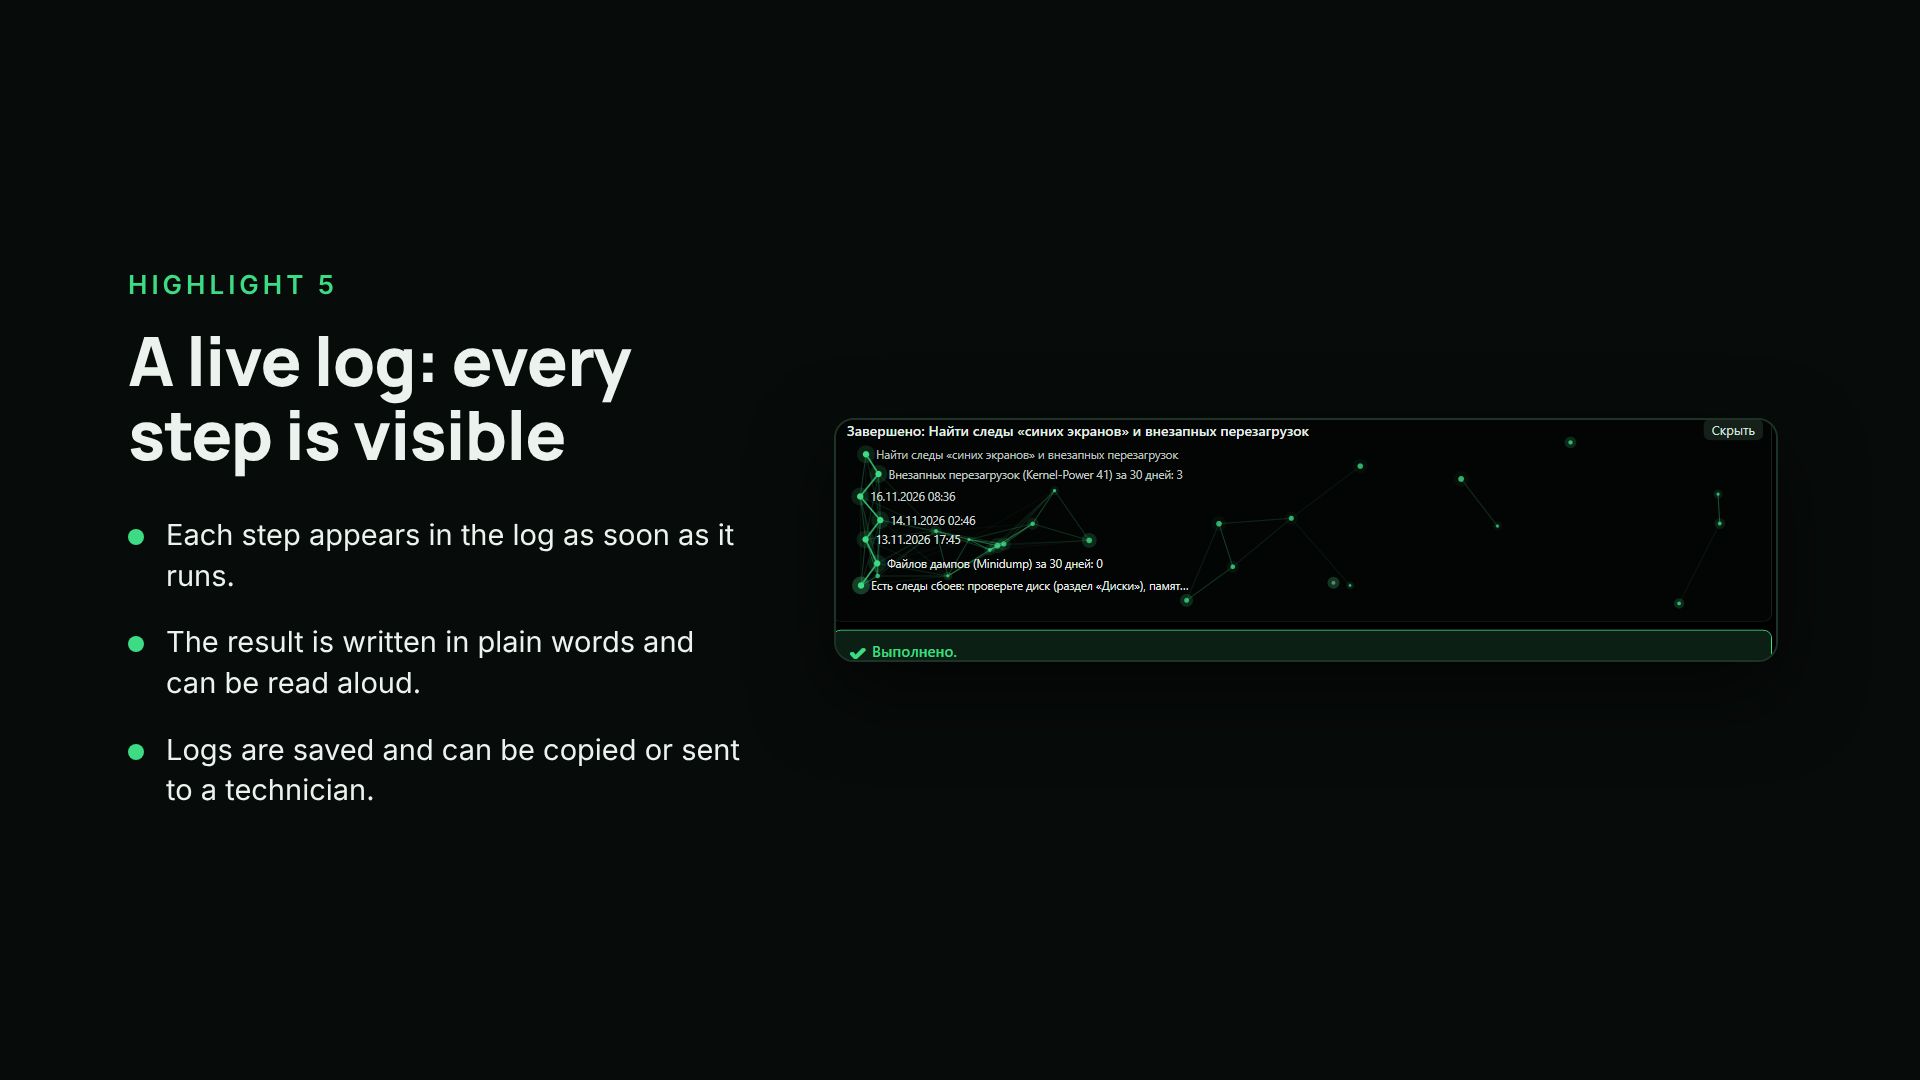 HIGHLIGHT 5
A live log: every
step is visible
Each step appears in the log as soon as it
runs.
The result is written in plain words and
can be read aloud.
Logs are saved and can be copied or sent
to a technician.
Завершено: Найти следы «синих экранов» и внезапных перезагрузок
Скрыть
Найти следы «синих экранов» и внезапных перезагрузок
Внезапных перезагрузок (Kernel-Power 41) за 30 дней: 3
16.11.2026 08:36
14.11.2026 02:46
13.11.2026 17:45
Файлов дампов (Minidump) за 30 дней: 0
Есть следы сбоев: проверьте диск (раздел «Диски»), памят...
Выполнено.